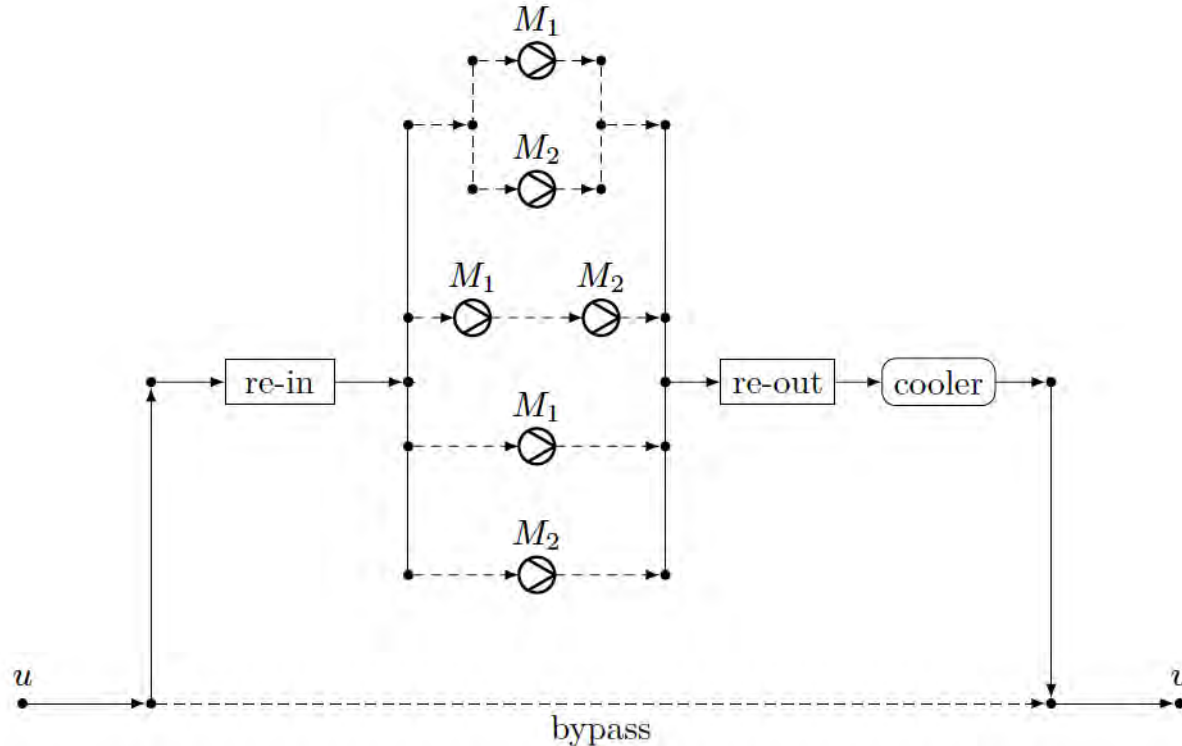 M₁
M₂
M₁ M₂
re-in re-out cooler
M₁
M₂
u v
bypass